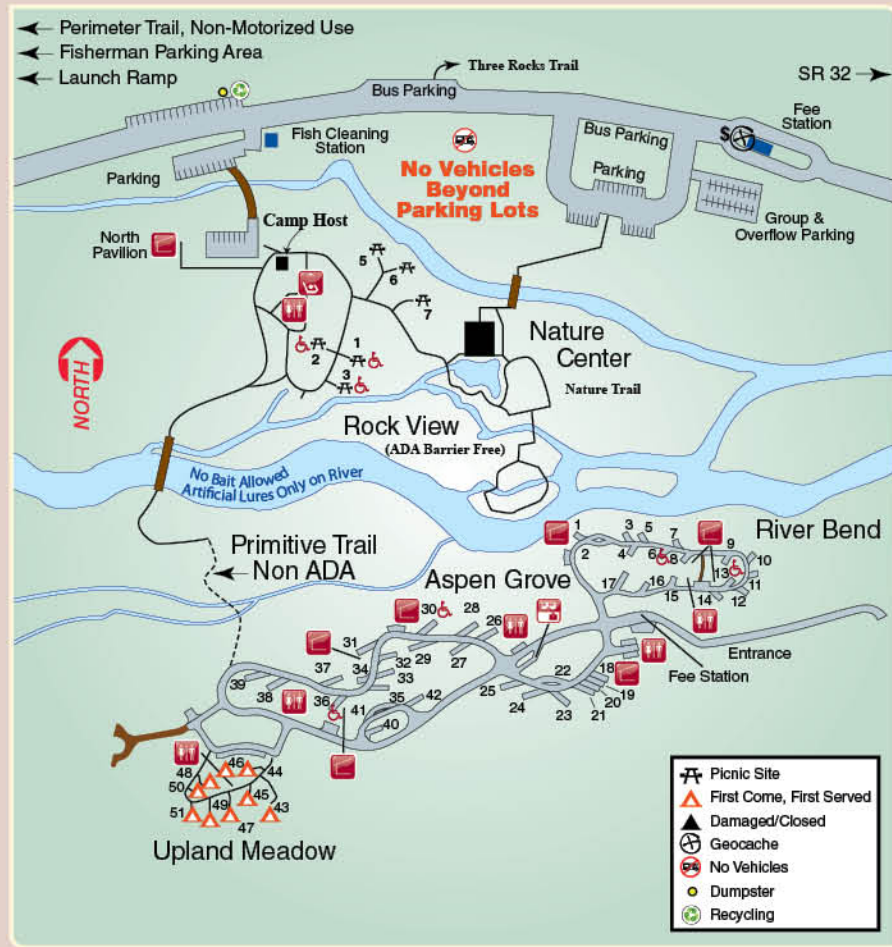 Perimeter Trail, Non-Motorized Use
Fisherman Parking Area
Launch Ramp
Three Rocks Trail
SR 32
Bus Parking
Fee
Station
$
Fish Cleaning
Station
Bus Parking
No Vehicles
Beyond
Parking Lots
Parking
Parking
Group &
Overflow Parking
Camp Host
North
Pavilion
5
6
7
1
2
3
Nature
Center
Nature Trail
NORTH
Rock View
(ADA Barrier Free)
No Bait Allowed
Artificial Lures Only on River
Primitive Trail
Non ADA
River Bend
1
2
3
5
4
6
7
8
9
10
11
12
13
14
15
16
17
Aspen Grove
30
28
26
31
32
29
27
34
33
37
39
38
36
35
41
42
40
25
24
22
23
18
19
20
21
Fee Station
Entrance
46
48
44
50
45
43
51
49
47
Upland Meadow
Picnic Site
First Come, First Served
Damaged/Closed
Geocache
No Vehicles
Dumpster
Recycling